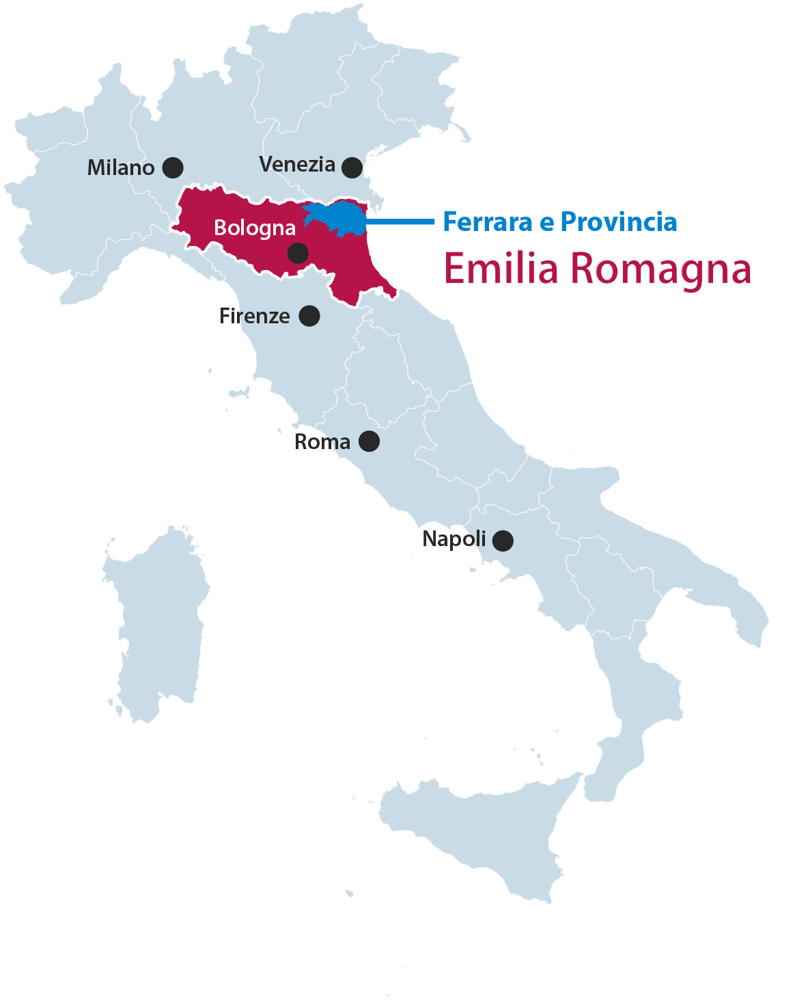 Venezia
Milano
Ferrara e Provincia
Bologna
Emilia Romagna
Firenze
Roma
Napoli